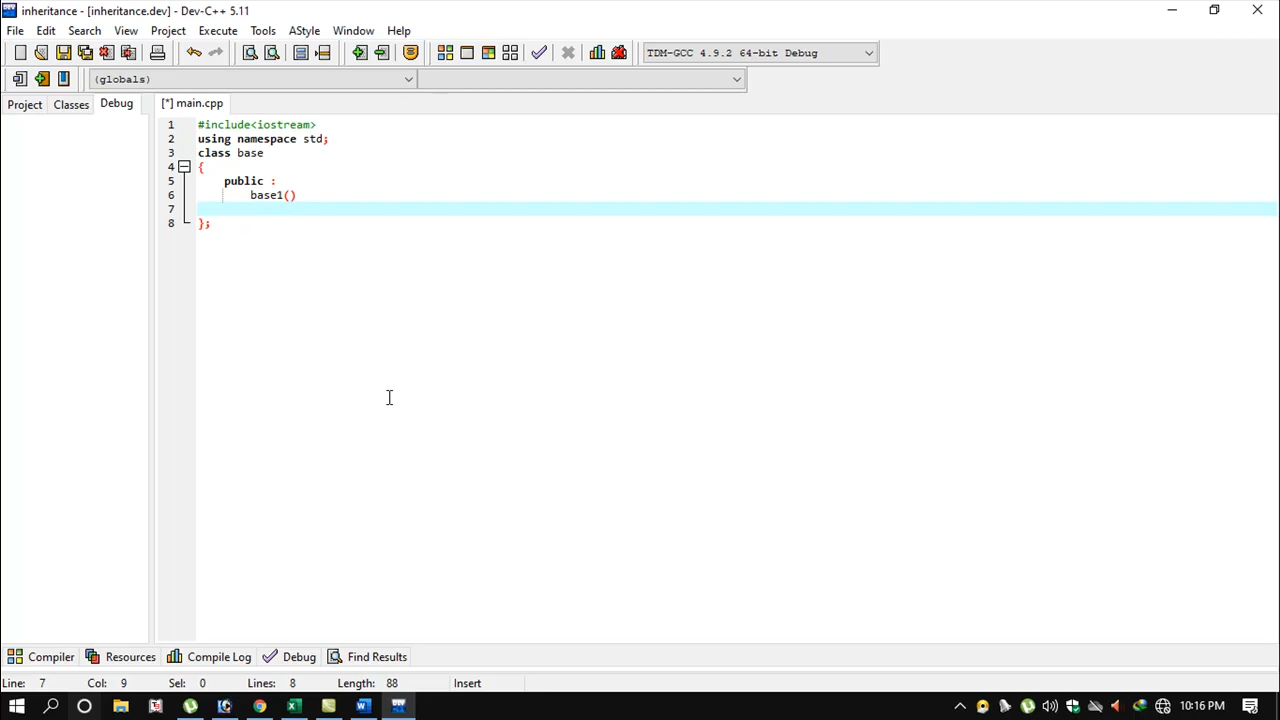 inheritance - [inheritance.dev] - Dev-C++ 5.11
File Edit Search View Project Execute Tools AStyle Window Help
TDM-GCC 4.9.2 64-bit Debug
(globals)
Project Classes Debug [*] main.cpp
1 #include<iostream>
2 using namespace std;
3 class base
4 {
5 public :
6 base1()
7
8 };
Compiler Resources Compile Log Debug Find Results
Line: 7 Col: 9 Sel: 0 Lines: 8 Length: 88 Insert
10:16 PM